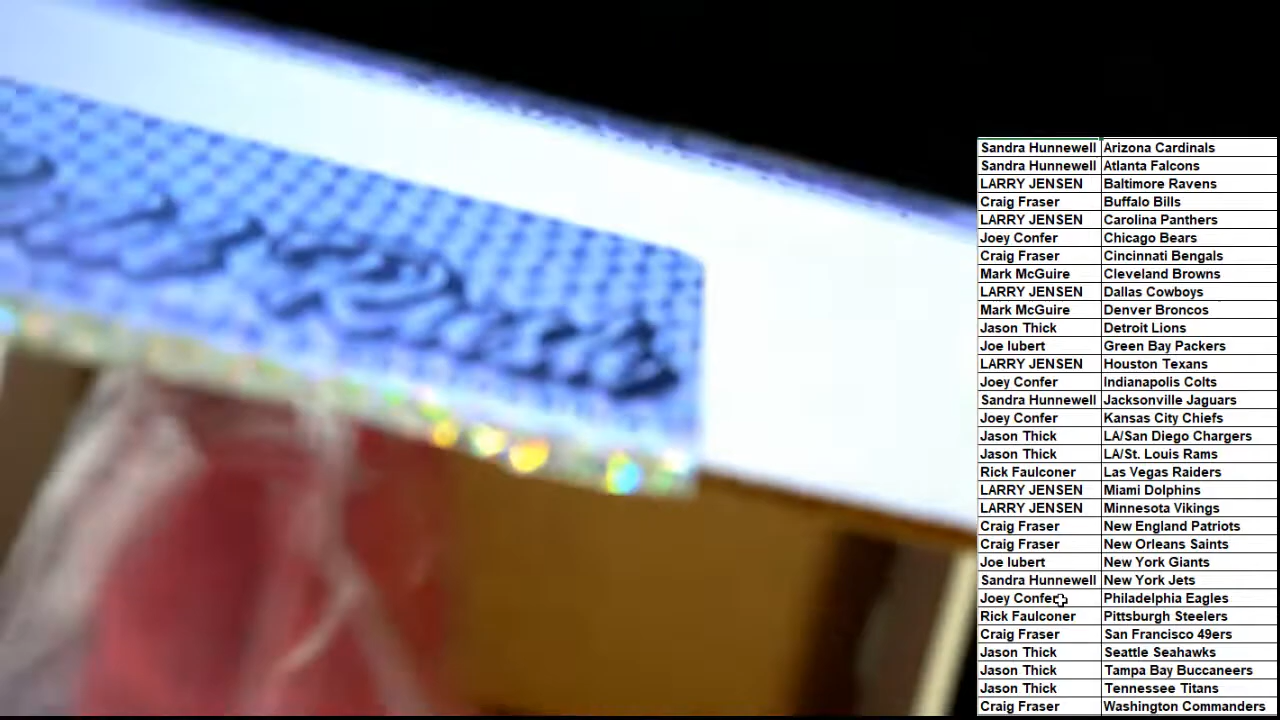 Sandra Hunnewell Arizona Cardinals
Sandra Hunnewell Atlanta Falcons
LARRY JENSEN Baltimore Ravens
Craig Fraser Buffalo Bills
LARRY JENSEN Carolina Panthers
Joey Confer Chicago Bears
Craig Fraser Cincinnati Bengals
Mark McGuire Cleveland Browns
LARRY JENSEN Dallas Cowboys
Mark McGuire Denver Broncos
Jason Thick Detroit Lions
Joe Iubert Green Bay Packers
LARRY JENSEN Houston Texans
Joey Confer Indianapolis Colts
Sandra Hunnewell Jacksonville Jaguars
Joey Confer Kansas City Chiefs
Jason Thick LA/San Diego Chargers
Jason Thick LA/St. Louis Rams
Rick Faulconer Las Vegas Raiders
LARRY JENSEN Miami Dolphins
LARRY JENSEN Minnesota Vikings
Craig Fraser New England Patriots
Craig Fraser New Orleans Saints
Joe Iubert New York Giants
Sandra Hunnewell New York Jets
Joey Confer Philadelphia Eagles
Rick Faulconer Pittsburgh Steelers
Craig Fraser San Francisco 49ers
Jason Thick Seattle Seahawks
Jason Thick Tampa Bay Buccaneers
Jason Thick Tennessee Titans
Craig Fraser Washington Commanders